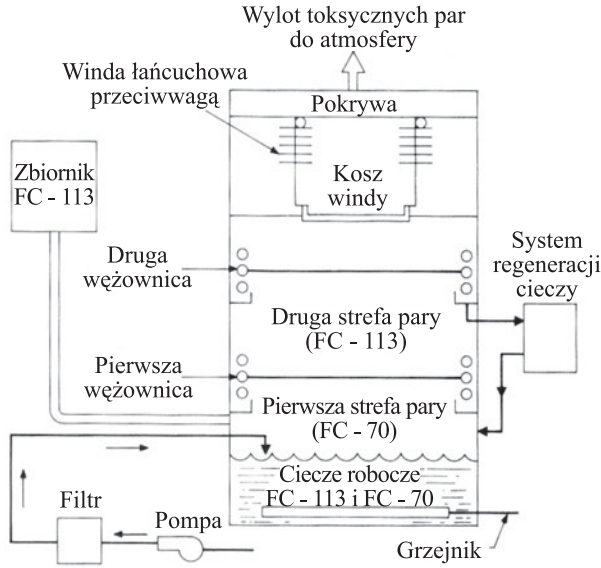 Wylot toksycznych par
do atmosfery
Winda łańcuchowa
przeciwwagą
Pokrywa
Zbiornik
FC - 113
Kosz
windy
System
regeneracji
cieczy
Druga
wężownica
Druga strefa pary
(FC - 113)
Pierwsza
wężownica
Pierwsza strefa pary
(FC - 70)
Ciecze robocze
FC - 113 i FC - 70
Filtr
Pompa
Grzejnik